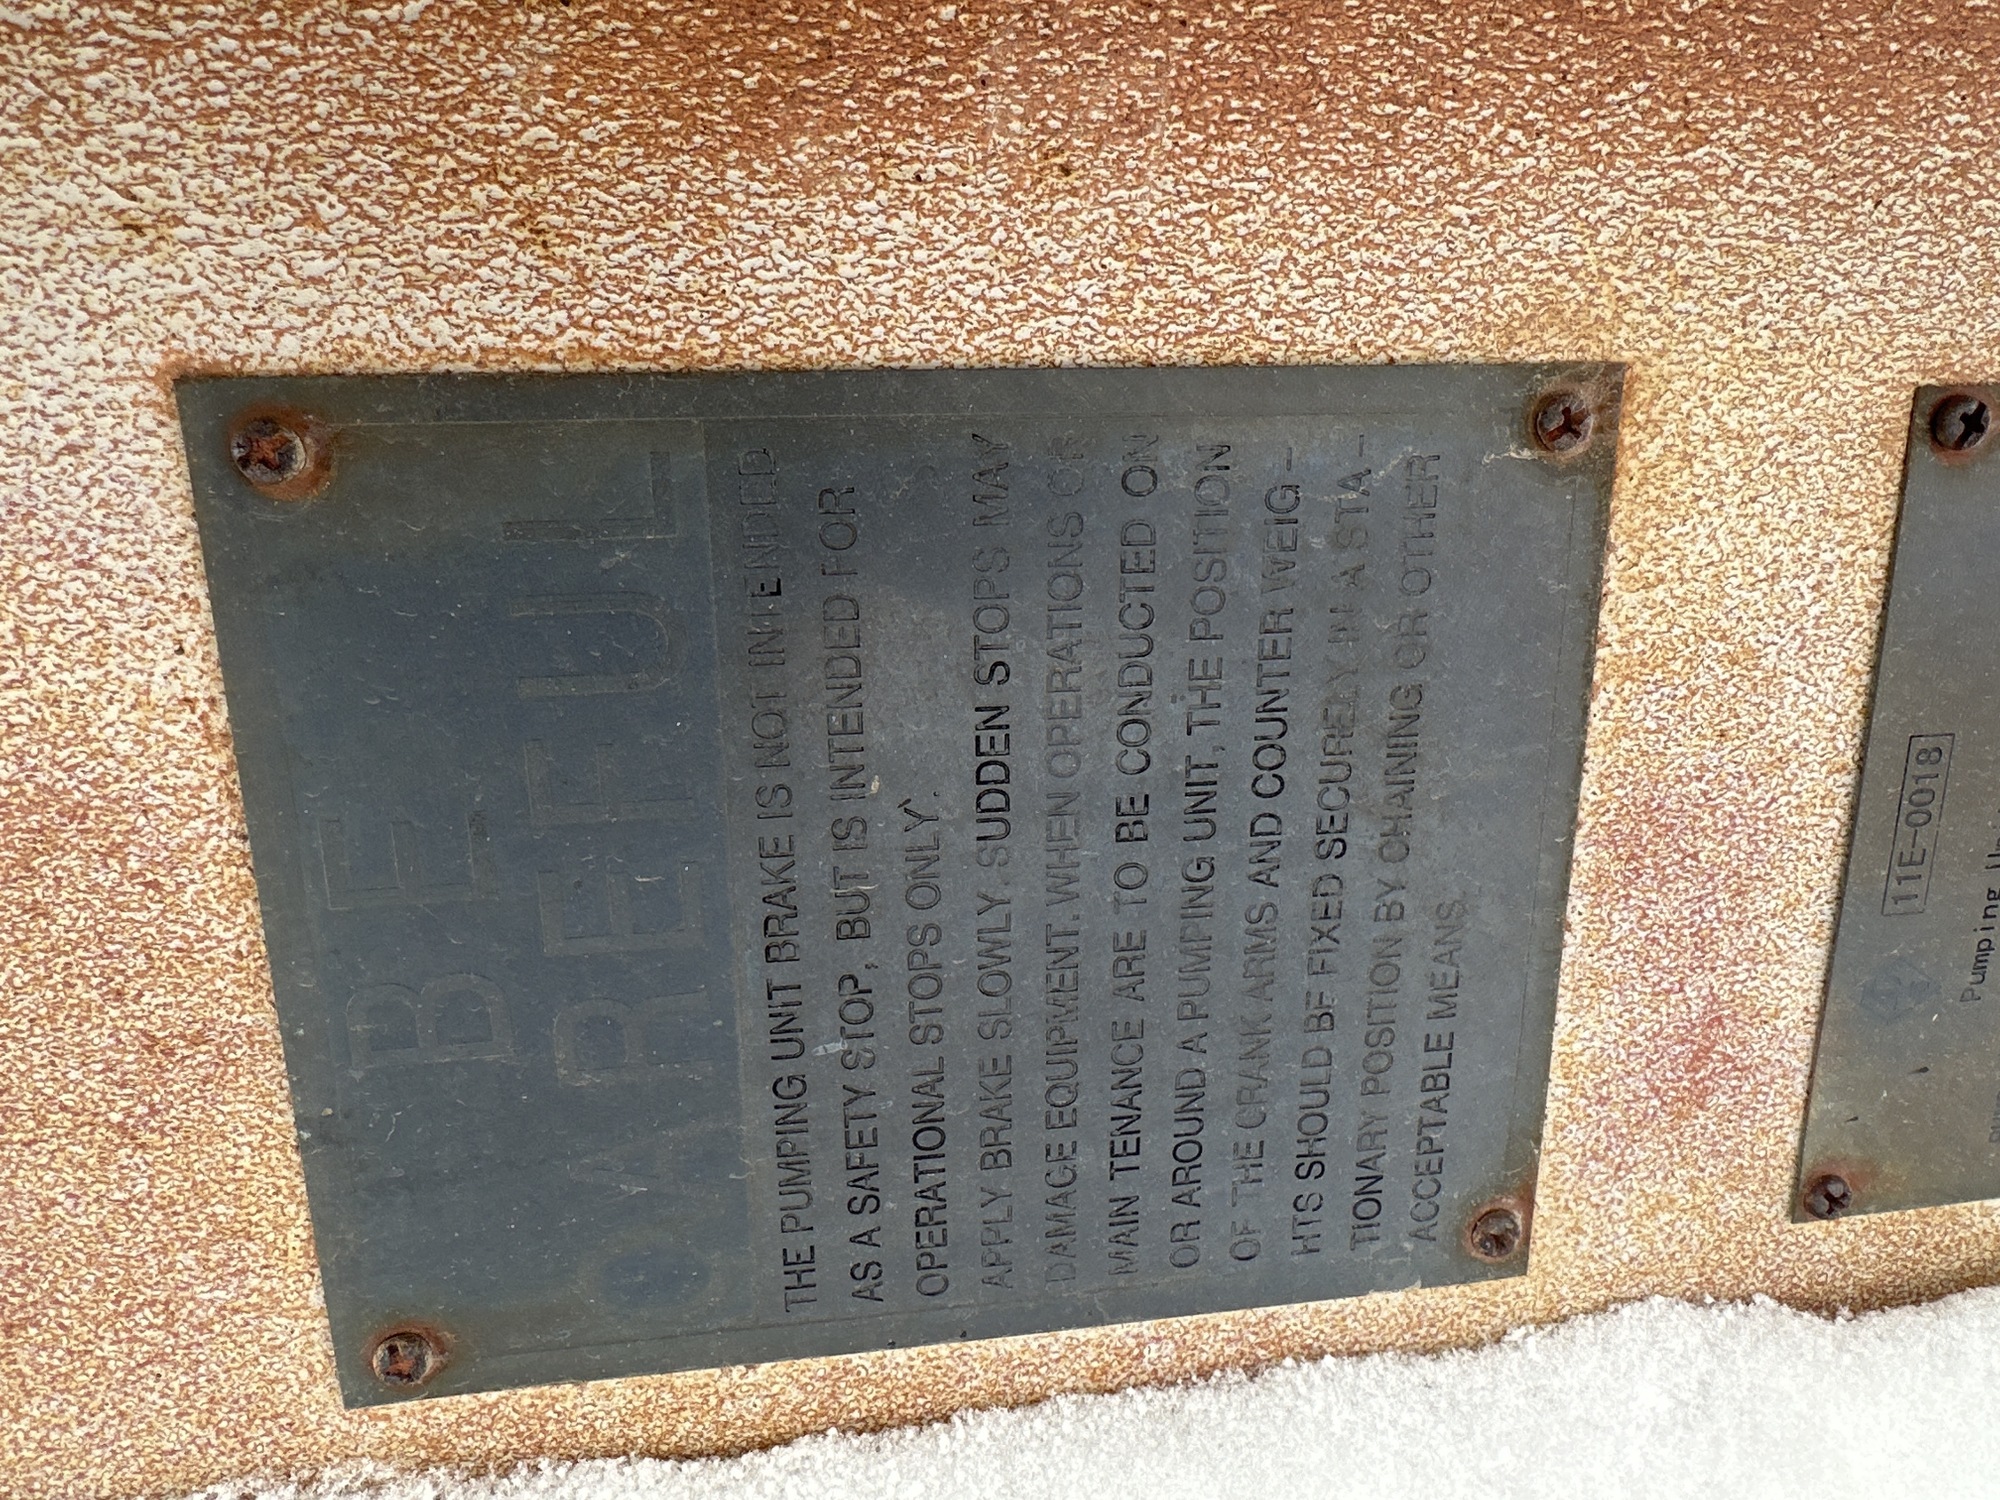 BE
CAREFUL
THE PUMPING UNIT BRAKE IS NOT INTENDED
AS A SAFETY STOP, BUT IS INTENDED FOR
OPERATIONAL STOPS ONLY.
APPLY BRAKE SLOWLY. SUDDEN STOPS MAY
DAMAGE EQUIPMENT. WHEN OPERATIONS OR
MAIN TENANCE ARE TO BE CONDUCTED ON
OR AROUND A PUMPING UNIT, THE POSITION
OF THE CRANK ARMS AND COUNTER WEIG-
HTS SHOULD BE FIXED SECURELY IN A STA-
TIONARY POSITION BY CHAINING OR OTHER
ACCEPTABLE MEANS.
11E-0018
Pumping